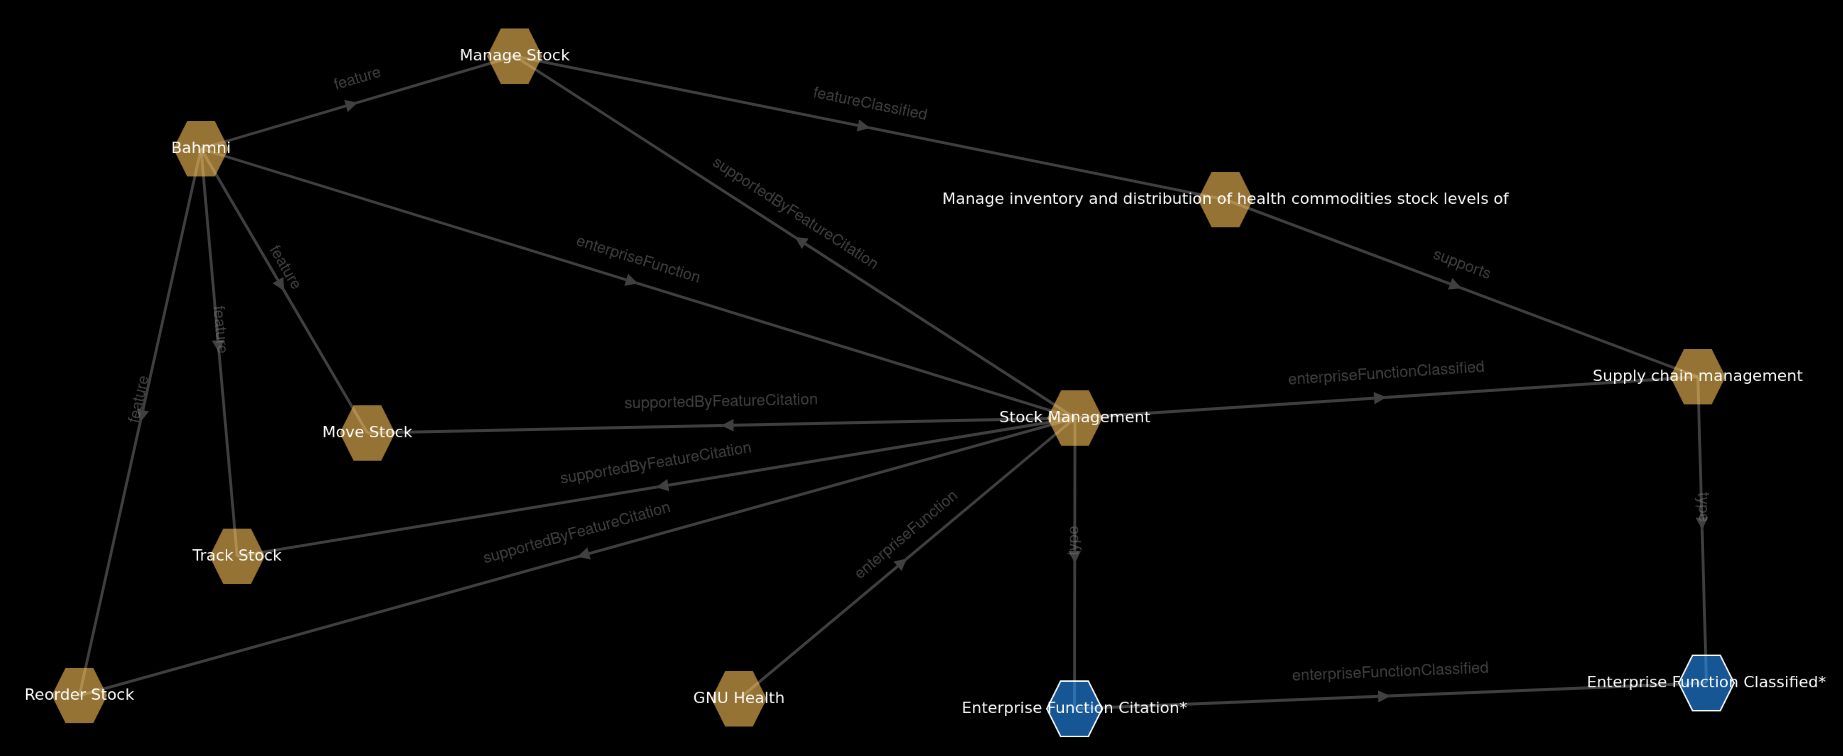 Manage Stock
feature
featureClassified
Bahmni
supportedByFeatureCitation
Manage inventory and distribution of health commodities stock levels of
enterpriseFunction
feature
supports
feature
feature
enterpriseFunctionClassified
Supply chain management
supportedByFeatureCitation
Stock Management
Move Stock
supportedByFeatureCitation
type
supportedByFeatureCitation
enterpriseFunction
type
Track Stock
enterpriseFunctionClassified
Enterprise Function Classified*
Reorder Stock
GNU Health
Enterprise Function Citation*